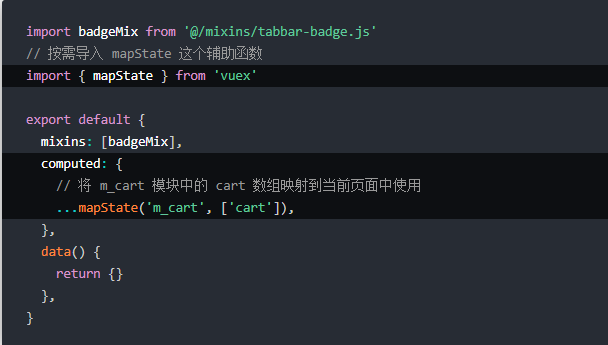 import badgeMix from '@/mixins/tabbar-badge.js'
// 按需导入 mapState 这个辅助函数
import { mapState } from 'vuex'
export default {
mixins: [badgeMix],
computed: {
// 将 m_cart 模块中的 cart 数组映射到当前页面中使用
...mapState('m_cart', ['cart']),
},
data() {
return {}
},
}